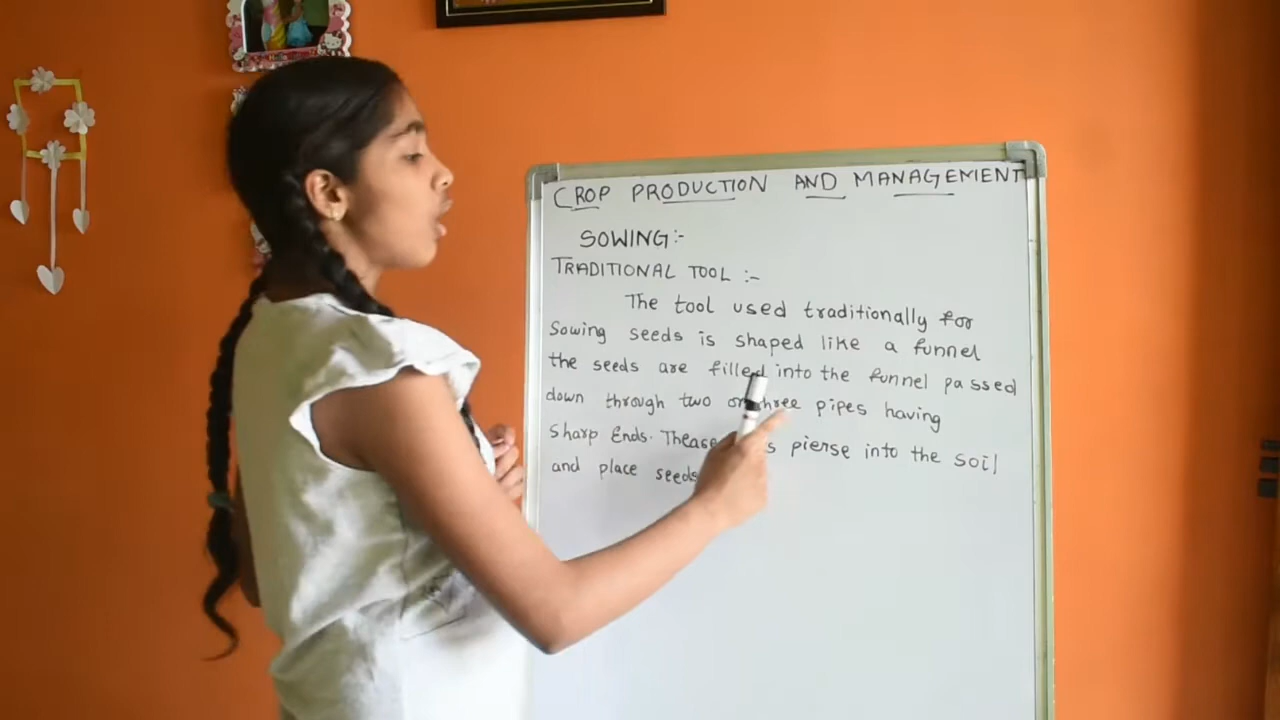 CROP PRODUCTION AND MANAGEMENT
SOWING:-
TRADITIONAL TOOL :-
The tool used traditionally for
Sowing seeds is shaped like a funnel
the seeds are filled into the funnel passed
down through two or three pipes having
Sharp Ends. Thease pierse into the soil
and place seeds